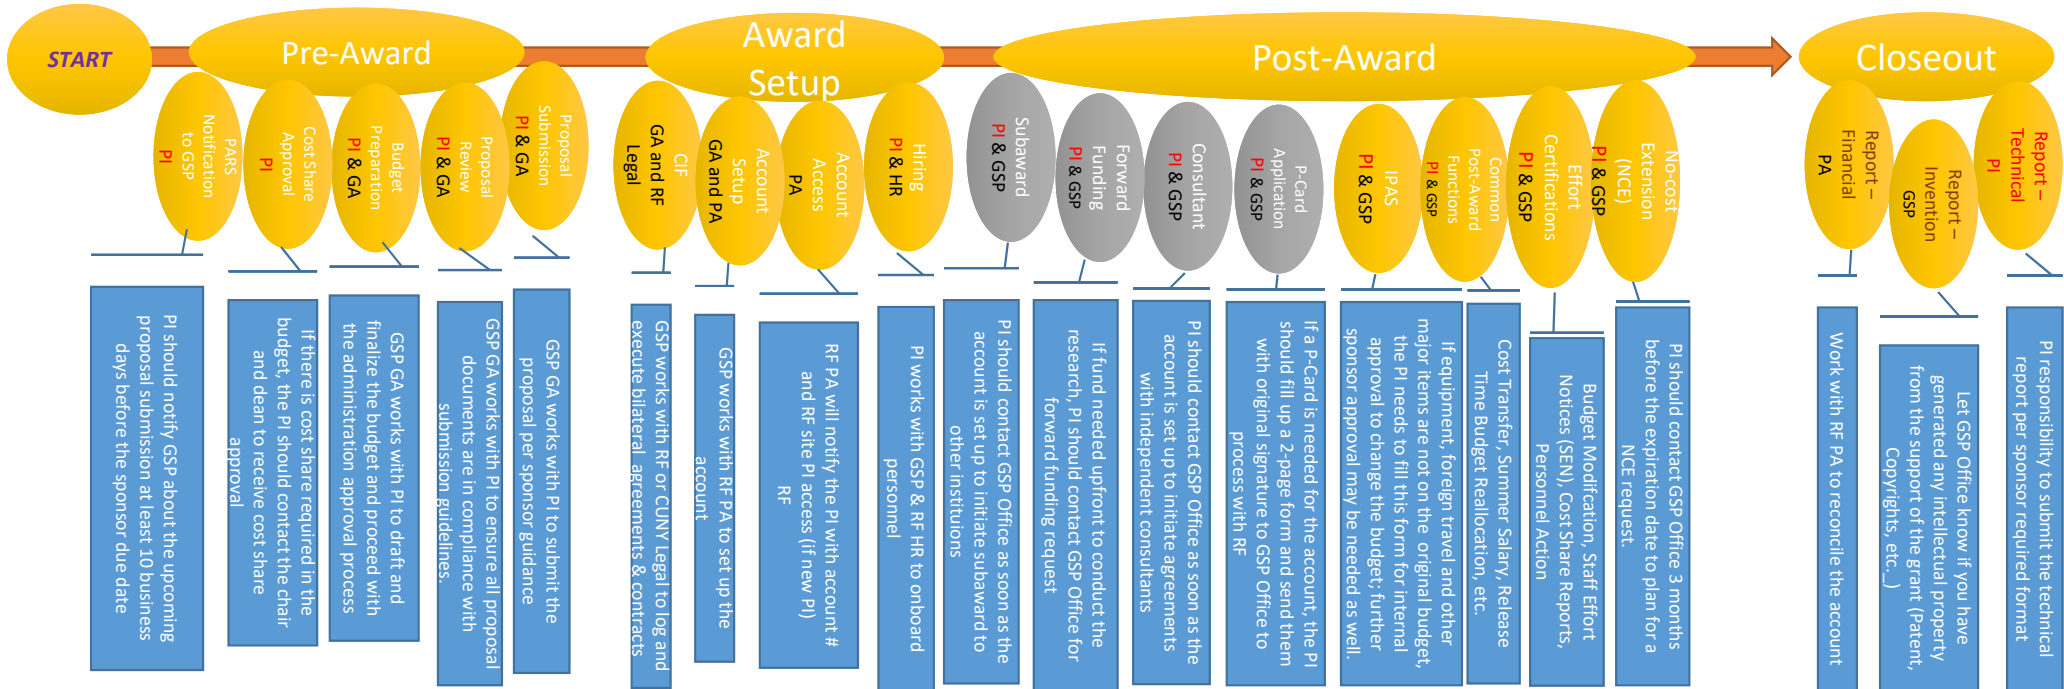 START
Pre-Award
Award
Setup
Post-Award
Closeout
PARS
Notification
to GSP
PI
Cost Share
Approval
PI
Budget
Preparation
PI & GA
Proposal
Review
PI & GA
Proposal
Submission
PI & GA
CIF
GA and RF
Legal
Account
Setup
GA and PA
Account
Access
PA
Hiring
PI & HR
Subaward
PI & GSP
Forward
Funding
PI & GSP
Consultant
PI & GSP
P-Card
Application
PI & GSP
IPAS
PI & GSP
Common
Post-Award
Functions
PI & GSP
Effort
Certifications
PI & GSP
No-cost
Extension
(NCE)
PI & GSP
Report –
Financial
PA
Report –
Invention
GSP
Report –
Technical
PI
PI should notify GSP about the upcoming
proposal submission at least 10 business
days before the sponsor due date
If there is cost share required in the
budget, the PI should contact the chair
and dean to receive cost share
approval
GSP GA works with PI to draft and
finalize the budget and proceed with
the administration approval process
GSP GA works with PI to ensure all proposal
documents are in compliance with
submission guidelines.
GSP GA works with PI to submit the
proposal per sponsor guidance
GSP works with RF or CUNY Legal to log and
execute bilateral agreements & contracts
GSP works with RF PA to set up the
account
RF PA will notify the PI with account #
and RF site PI access (if new PI)
RF
PI works with GSP & RF HR to onboard
personnel
PI should contact GSP Office as soon as the
account is set up to initiate subaward to
other instituions
If fund needed upfront to conduct the
research, PI should contact GSP Office for
forward funding request
PI should contact GSP Office as soon as the
account is set up to initiate agreements
with independent consultants
If a P-Card is needed for the account, the PI
should fill up a 2-page form and send them
with original signature to GSP Office to
process with RF
If equipment, foreign travel and other
major items are not on the original budget,
the PI needs to fill this form for internal
approval to change the budget; further
sponsor approval may be needed as well.
Cost Transfer, Summer Salary, Release
Time Budget Reallocation, etc.
Budget Modifcation, Staff Effort
Notices (SEN), Cost Share Reports,
Personnel Action
PI should contact GSP Office 3 months
before the expiration date to plan for a
NCE request.
Work with RF PA to reconcile the account
Let GSP Office know if you have
generated any intellectual property
from the support of the grant (Patent,
Copyrights, etc._)
PI responsibility to submit the technical
report per sponsor required format